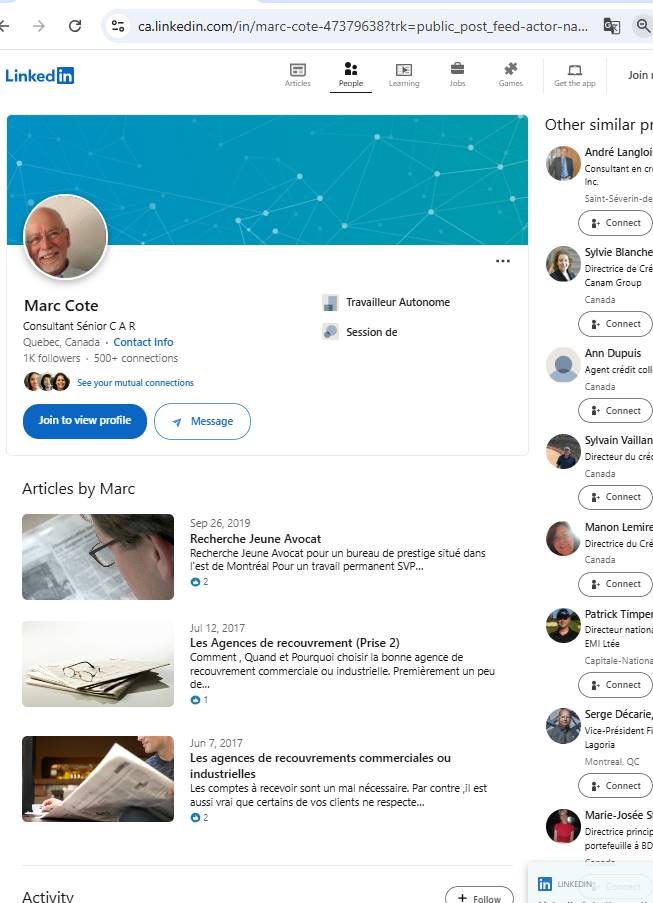 ca.linkedin.com/in/marc-cote-47379638?trk=public_post_feed-actor-na...
Linkedin
Articles
People
Learning
Jobs
Games
Get the app
Join
Marc Cote
Consultant Sénior C A R
Quebec, Canada · Contact Info
1K followers · 500+ connections
See your mutual connections
Join to view profile
Message
Travailleur Autonome
Session de
Articles by Marc
Sep 26, 2019
Recherche Jeune Avocat
Recherche Jeune Avocat pour un bureau de prestige situé dans
l'est de Montréal Pour un travail permanent SVP...
2
Jul 12, 2017
Les Agences de recouvrement (Prise 2)
Comment , Quand et Pourquoi choisir la bonne agence de
recouvrement commerciale ou industrielle. Premièrement un peu
de...
1
Jun 7, 2017
Les agences de recouvrements commerciales ou
industrielles
Les comptes à recevoir sont un mal nécessaire. Par contre ,il est
aussi vrai que certains de vos clients ne respecte...
2
Activity
Follow
Other similar pr
André Langlois
Consultant en cré
Inc.
Saint-Séverin-de
Connect
Sylvie Blanche
Directrice de Cré
Canam Group
Canada
Connect
Ann Dupuis
Agent crédit coll
Canada
Connect
Sylvain Vaillan
Directeur du créd
Canada
Connect
Manon Lemire
Directrice du Cré
Canada
Connect
Patrick Timper
Directeur nationa
EMI Ltée
Capitale-Nationa
Connect
Serge Décarie,
Vice-Président Fi
Lagoria
Montreal, QC
Connect
Marie-Josée S
Directrice princip
portefeuille à BD
Canada
Connect
LINKEDIN